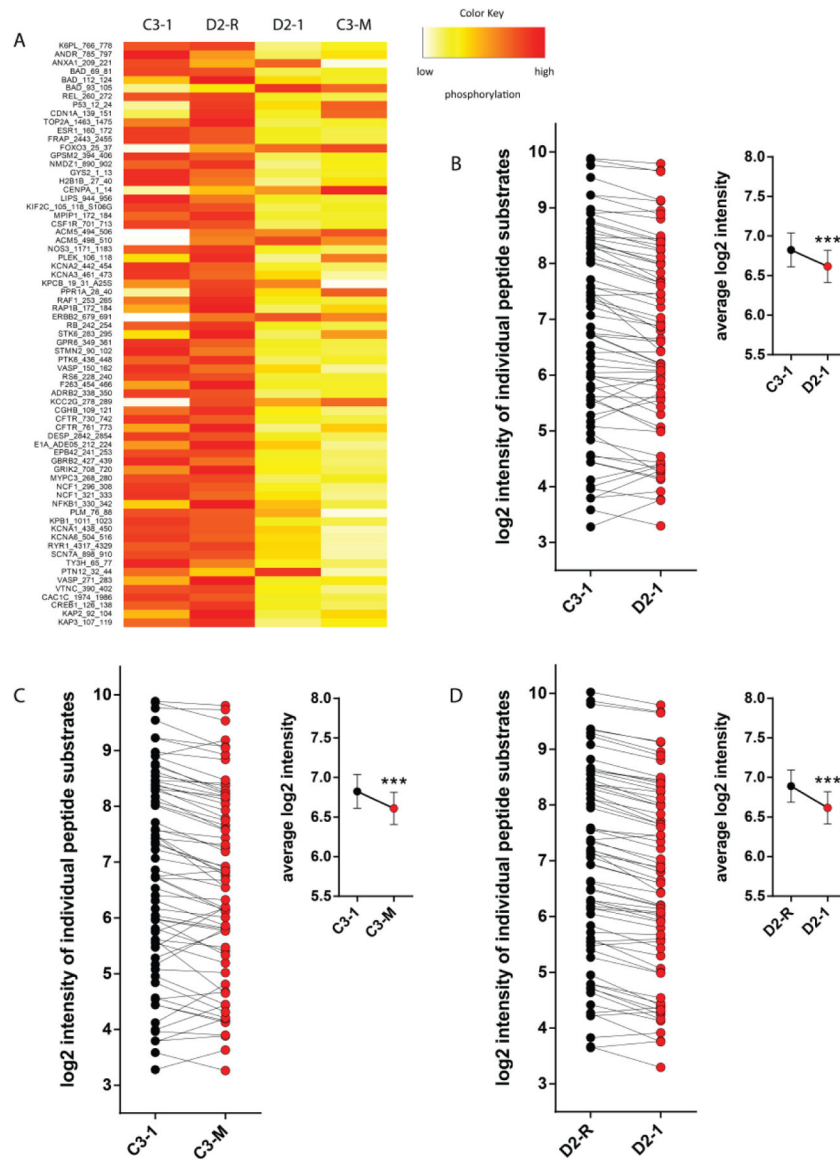 C3-1 D2-R D2-1 C3-M
Color Key
low high
phosphorylation
A
K6PL_766_778
ANDR_785_797
ANXA1_209_221
BAD_69_81
BAD_112_124
BAD_93_105
REL_260_272
P53_12_24
CDN1A_139_151
TOP2A_1463_1475
ESR1_160_172
FRAP_2443_2455
FOXO3_25_37
GPSM2_394_406
NMDZ1_890_902
GYS2_1_13
H2B1B_.27_40
CENPA_1_14
LIPS_944_956
KIF2C_105_118_S106G
MPIP1_172_184
CSF1R_701_713
ACM5_494_506
ACM5_498_510
NOS3_1171_1183
PLEK_106_118
KCNA2_442_454
KCNA3_461_473
KPCB_19_31_A25S
PPR1A_28_40
RAF1_253_265
RAP1B_172_184
ERBB2_679_691
RB_242_254
STK6_283_295
GPR6_349_361
STMN2_90_102
PTK6_436_448
VASP_150_162
RS6_228_240
F263_454_466
ADRB2_338_350
KCC2G_278_289
CGHB_109_121
CFTR_730_742
CFTR_761_773
DESP_2842_2854
E1A_ADE05_212_224
EPB42_241_253
GBRB2_427_439
GRIK2_708_720
MYPC3_268_280
NCF1_296_308
NCF1_321_333
NFKB1_330_342
PLM_76_88
KPB1_1011_1023
KCNA1_438_450
KCNA6_504_516
RYR1_4317_4329
SCN7A_898_910
TY3H_65_77
PTN12_32_44
VASP_271_283
VTNC_390_402
CAC1C_1974_1986
CREB1_126_138
KAP2_92_104
KAP3_107_119
B
log2 intensity of individual peptide substrates
10
9
8
7
6
5
4
3
C3-1 D2-1
average log2 intensity
8.0
7.5
7.0
6.5
6.0
5.5
***
C3-1 D2-1
C
log2 intensity of individual peptide substrates
10
9
8
7
6
5
4
3
C3-1 C3-M
average log2 intensity
8.0
7.5
7.0
6.5
6.0
5.5
***
C3-1 C3-M
D
log2 intensity of individual peptide substrates
10
9
8
7
6
5
4
3
D2-R D2-1
average log2 intensity
8.0
7.5
7.0
6.5
6.0
5.5
***
D2-R D2-1